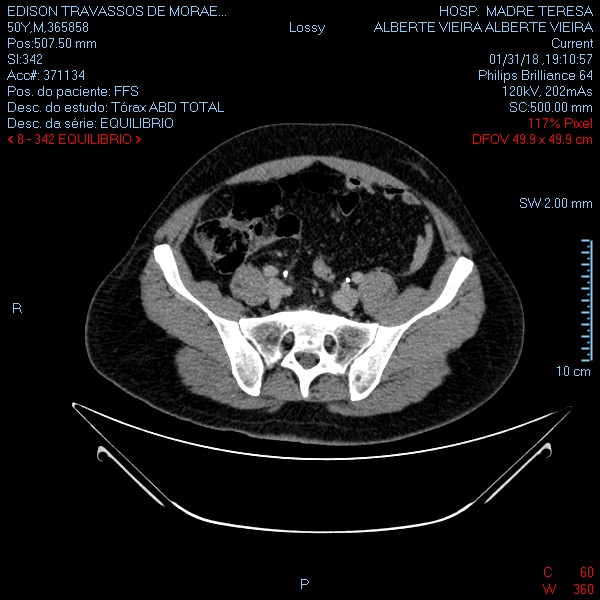 EDISON TRAVASSOS DE MORAE...
50Y,M,365858
Pos:507.50 mm
SI:342
Acc#: 371134
Pos. do paciente: FFS
Desc. do estudo: Tórax ABD TOTAL
Desc. da série: EQUILIBRIO
< 8 - 342 EQUILIBRIO >
Lossy
HOSP. MADRE TERESA
ALBERTE VIEIRA ALBERTE VIEIRA
Current
01/31/18 ,19:10:57
Philips Brilliance 64
120kV, 202mAs
SC:500.00 mm
117% Pixel
DFOV 49.9 x 49.9 cm
SW 2.00 mm
R
10 cm
P
C 60
W 360